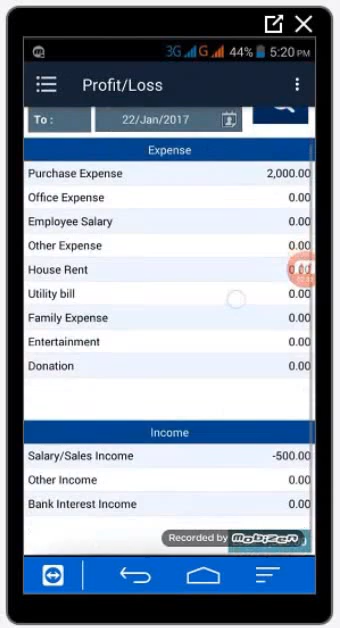 3G G 44% 5:20 PM
Profit/Loss
To : 22/Jan/2017
Expense
Purchase Expense 2,000.00
Office Expense 0.00
Employee Salary 0.00
Other Expense 0.00
House Rent 0.00
Utility bill 0.00
Family Expense 0.00
Entertainment 0.00
Donation 0.00
Income
Salary/Sales Income -500.00
Other Income 0.00
Bank Interest Income 0.00
Recorded by mobizen